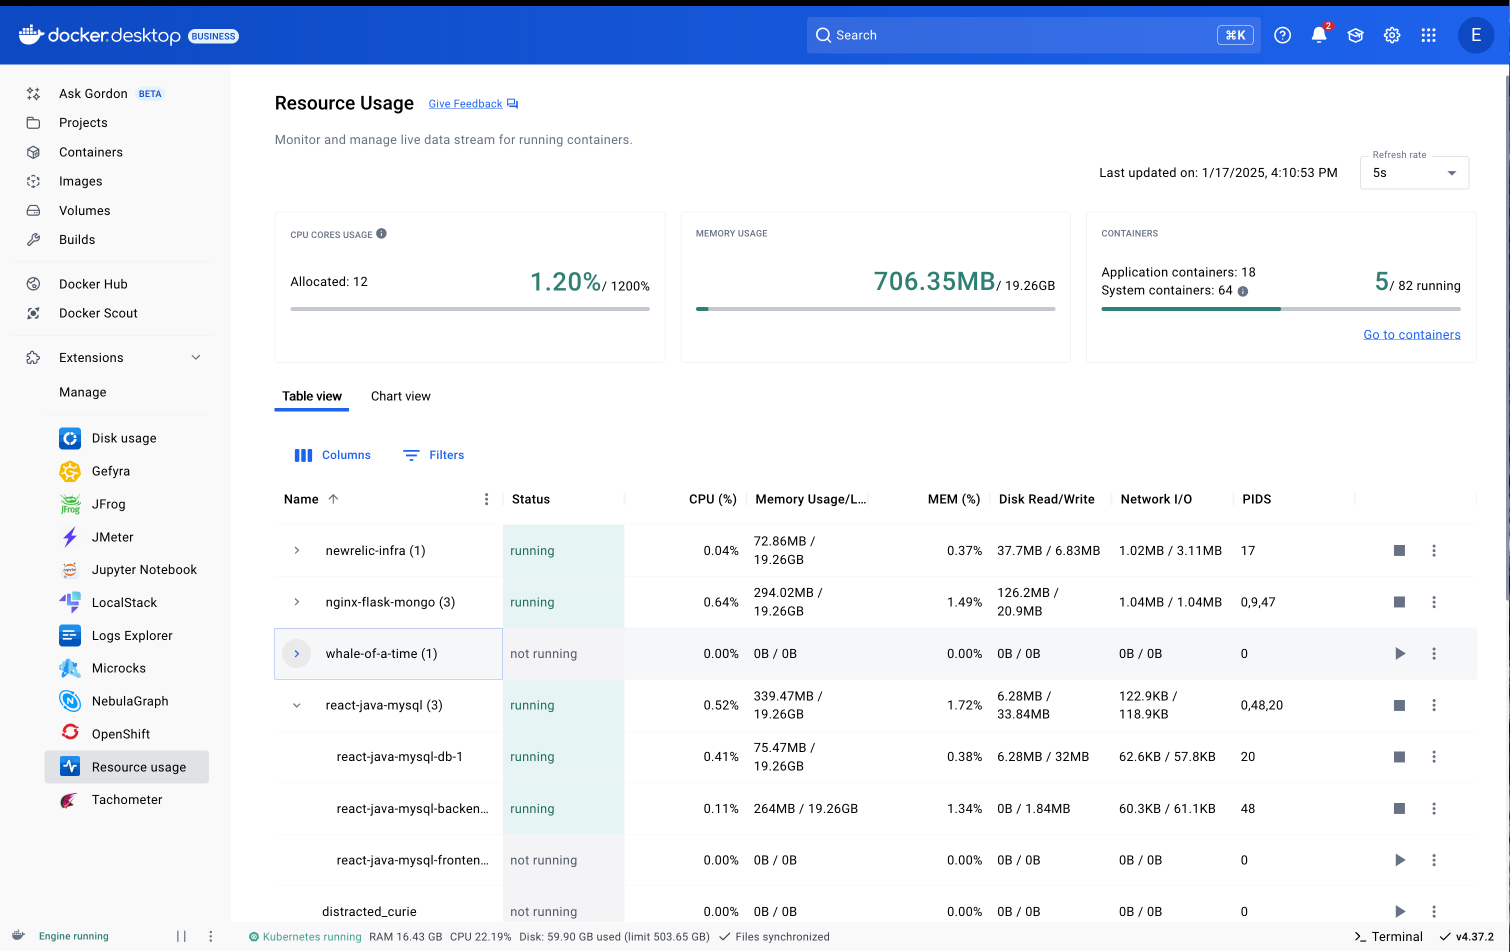 docker.desktop BUSINESS
Search
⌘K
2
E
Ask Gordon BETA
Projects
Containers
Images
Volumes
Builds
Docker Hub
Docker Scout
Extensions
Manage
Disk usage
Gefyra
JFrog
JMeter
Jupyter Notebook
LocalStack
Logs Explorer
Microcks
NebulaGraph
OpenShift
Resource usage
Tachometer
Resource Usage Give Feedback
Monitor and manage live data stream for running containers.
Last updated on: 1/17/2025, 4:10:53 PM
Refresh rate
5s
CPU CORES USAGE
Allocated: 12
1.20% / 1200%
MEMORY USAGE
706.35MB / 19.26GB
CONTAINERS
Application containers: 18
System containers: 64
5 / 82 running
Go to containers
Table view Chart view
Columns Filters
Name Status CPU (%) Memory Usage/L... MEM (%) Disk Read/Write Network I/O PIDS
newrelic-infra (1) running 0.04% 72.86MB / 19.26GB 0.37% 37.7MB / 6.83MB 1.02MB / 3.11MB 17
nginx-flask-mongo (3) running 0.64% 294.02MB / 19.26GB 1.49% 126.2MB / 20.9MB 1.04MB / 1.04MB 0,9,47
whale-of-a-time (1) not running 0.00% 0B / 0B 0.00% 0B / 0B 0B / 0B 0
react-java-mysql (3) running 0.52% 339.47MB / 19.26GB 1.72% 6.28MB / 33.84MB 122.9KB / 118.9KB 0,48,20
react-java-mysql-db-1 running 0.41% 75.47MB / 19.26GB 0.38% 6.28MB / 32MB 62.6KB / 57.8KB 20
react-java-mysql-backen... running 0.11% 264MB / 19.26GB 1.34% 0B / 1.84MB 60.3KB / 61.1KB 48
react-java-mysql-fronten... not running 0.00% 0B / 0B 0.00% 0B / 0B 0B / 0B 0
distracted_curie not running 0.00% 0B / 0B 0.00% 0B / 0B 0B / 0B 0
Engine running
Kubernetes running RAM 16.43 GB CPU 22.19% Disk: 59.90 GB used (limit 503.65 GB) Files synchronized
Terminal v4.37.2